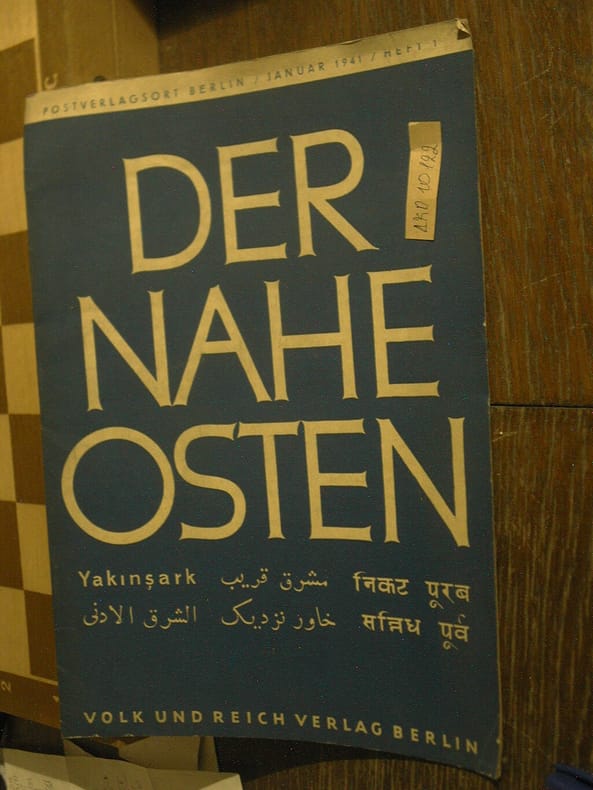 POSTVERLAGSORT BERLIN / JANUAR 1941 / HEFT 1
DER
NAHE
OSTEN
Yakınşark مشرق قریب निकट पूरब
الشرق الادنى خاور نزدیک सन्निध पूर्व
VOLK UND REICH VERLAG BERLIN
C
2